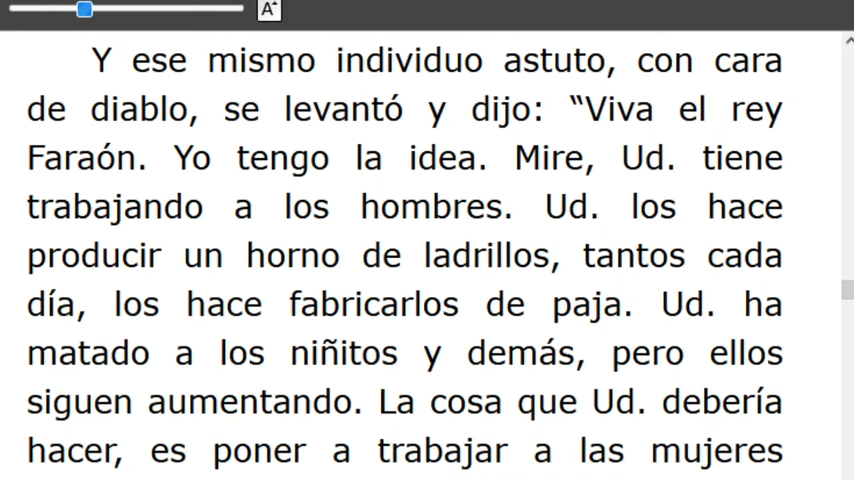 A
Y ese mismo individuo astuto, con cara
de diablo, se levantó y dijo: “Viva el rey
Faraón. Yo tengo la idea. Mire, Ud. tiene
trabajando a los hombres. Ud. los hace
producir un horno de ladrillos, tantos cada
día, los hace fabricarlos de paja. Ud. ha
matado a los niñitos y demás, pero ellos
siguen aumentando. La cosa que Ud. debería
hacer, es poner a trabajar a las mujeres